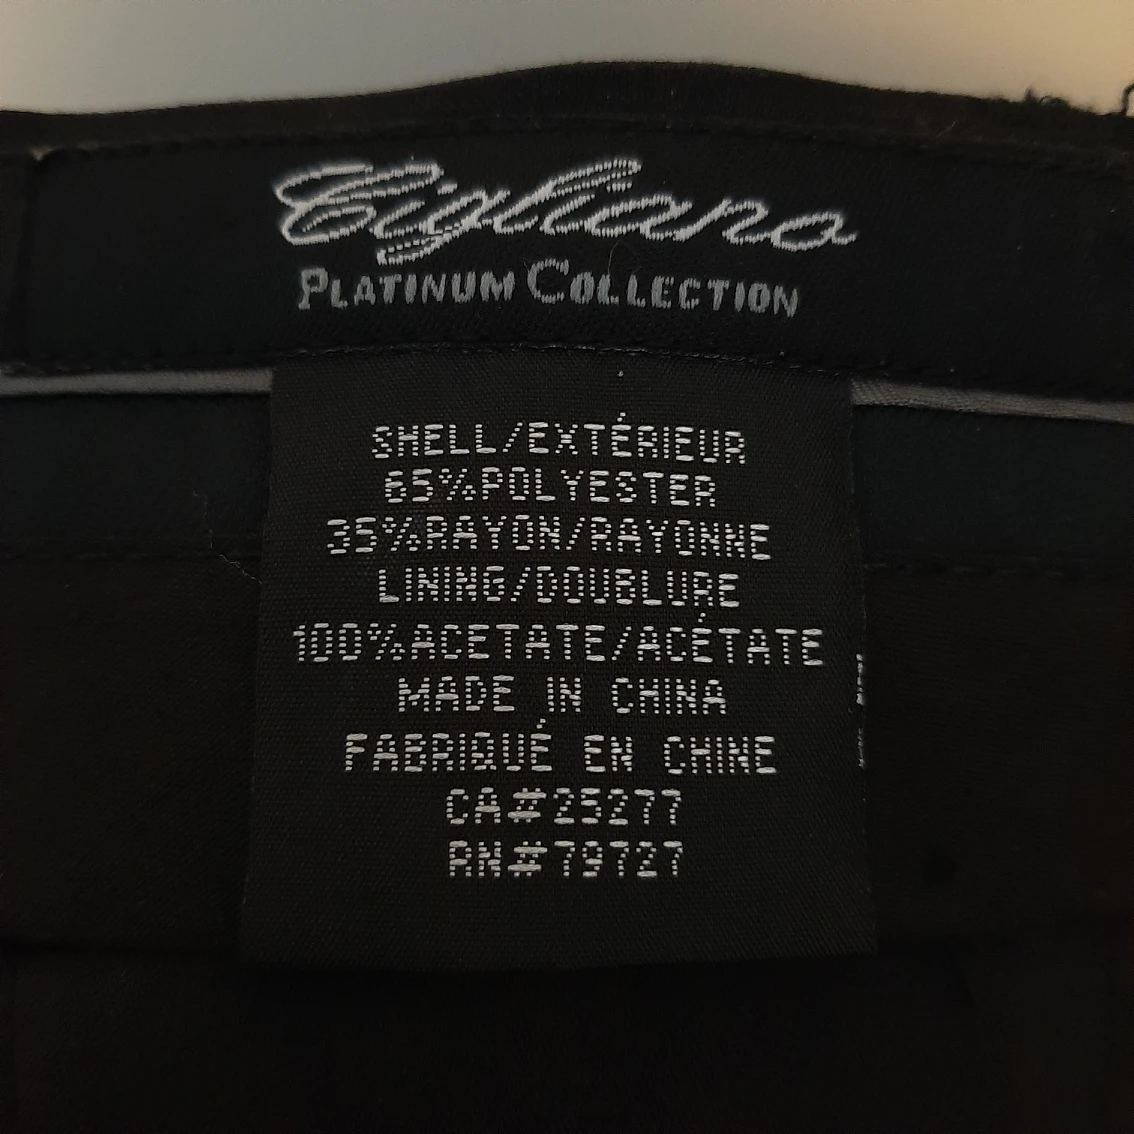 Cigliano
PLATINUM COLLECTION
SHELL/EXTÉRIEUR
65%POLYESTER
35%RAYON/RAYONNE
LINING/DOUBLURE
100%ACETATE/ACÉTATE
MADE IN CHINA
FABRIQUÉ EN CHINE
CA#25277
RN#79727